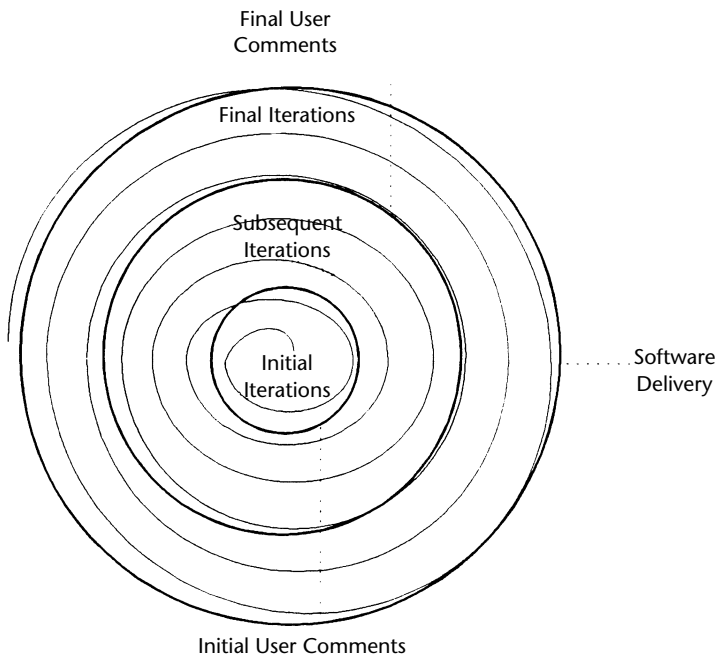 Final User
Comments
Final Iterations
Subsequent
Iterations
Initial
Iterations
Software
Delivery
Initial User Comments